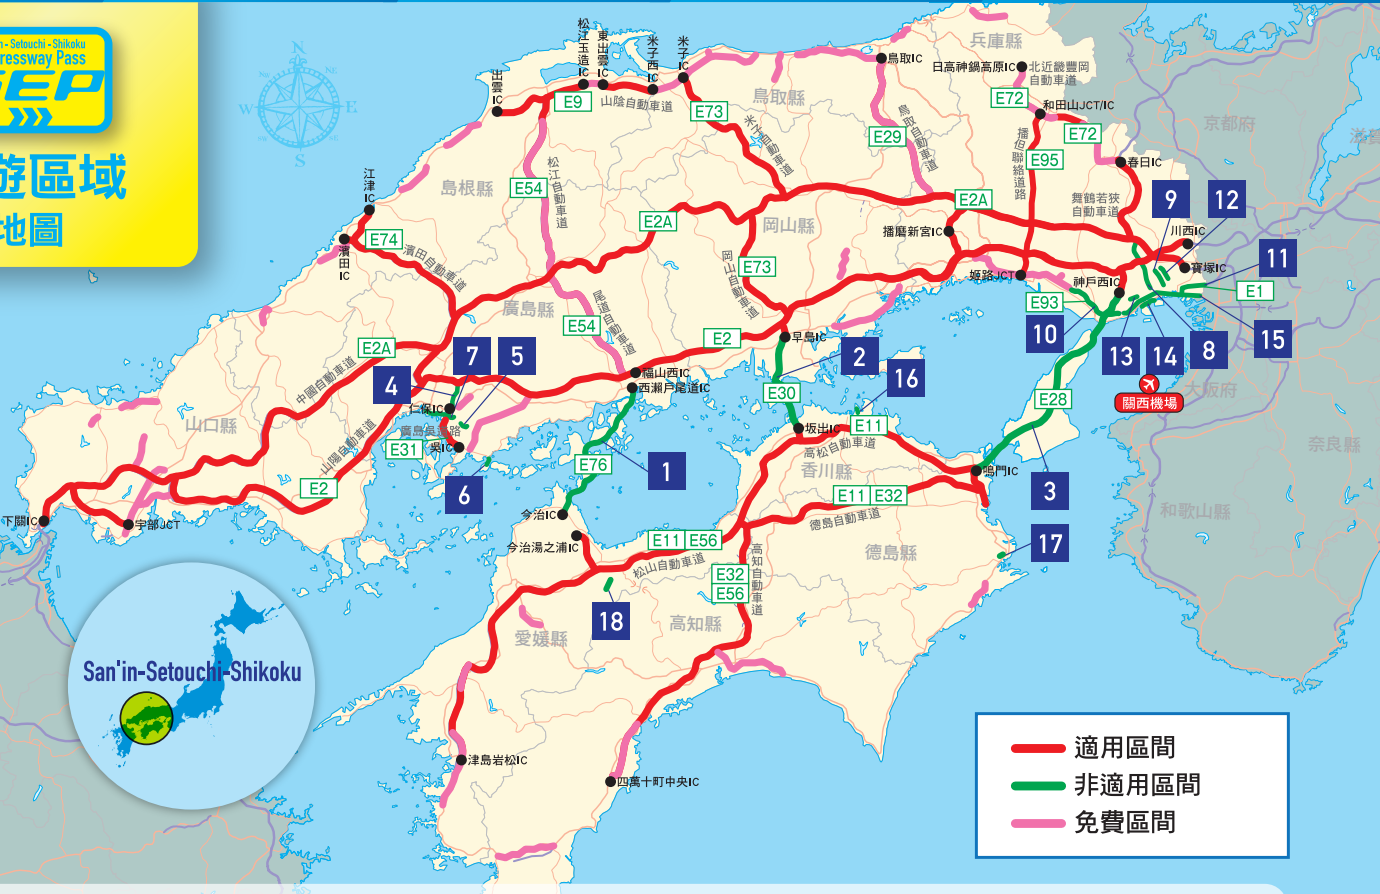 n - Setouchi - Shikoku
ressway Pass
SEP
遊區域
地圖
N
W
E
S
出雲IC
松江玉造IC
東出雲IC
米子西IC
米子IC
鳥取IC
兵庫縣
日高神鍋高原IC
北近畿豐岡
自動車道
E9
山陰自動車道
E73
鳥取縣
E29
鳥取自動車道
E72
和田山JCT/IC
E72
京都府
播但聯絡道路
E95
春日IC
米子自動車道
江津IC
島根縣
E54
松江自動車道
E2A
舞鶴若狹
自動車道
9
12
E74
濱田IC
濱田自動車道
E2A
岡山縣
播磨新宮IC
川西IC
寶塚IC
11
岡山自動車道
E73
姬路JCT
神戶西IC
E1
E93
廣島縣
尾道自動車道
E54
E2
早島IC
10
13
14
8
15
E2A
7
5
2
16
4
中國自動車道
福山西IC
西瀨戶尾道IC
E30
大阪府
關西機場
E28
仁保IC
山口縣
廣島吳道路
E31
吳IC
山陽自動車道
坂出IC
E11
高松自動車道
香川縣
奈良縣
E76
1
鳴門IC
6
E2
E11
E32
3
今治IC
德島自動車道
和歌山縣
下關IC
宇部JCT
今治湯之浦IC
E11
E56
松山自動車道
高知自動車道
德島縣
17
E32
E56
18
愛媛縣
高知縣
San'in-Setouchi-Shikoku
津島岩松IC
四萬十町中央IC
適用區間
非適用區間
免費區間